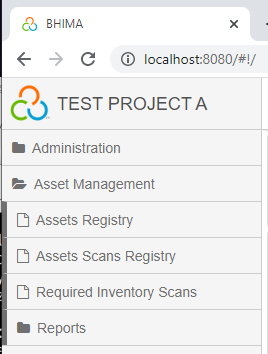 BHIMA
localhost:8080/#!/
TEST PROJECT A
Administration
Asset Management
Assets Registry
Assets Scans Registry
Required Inventory Scans
Reports